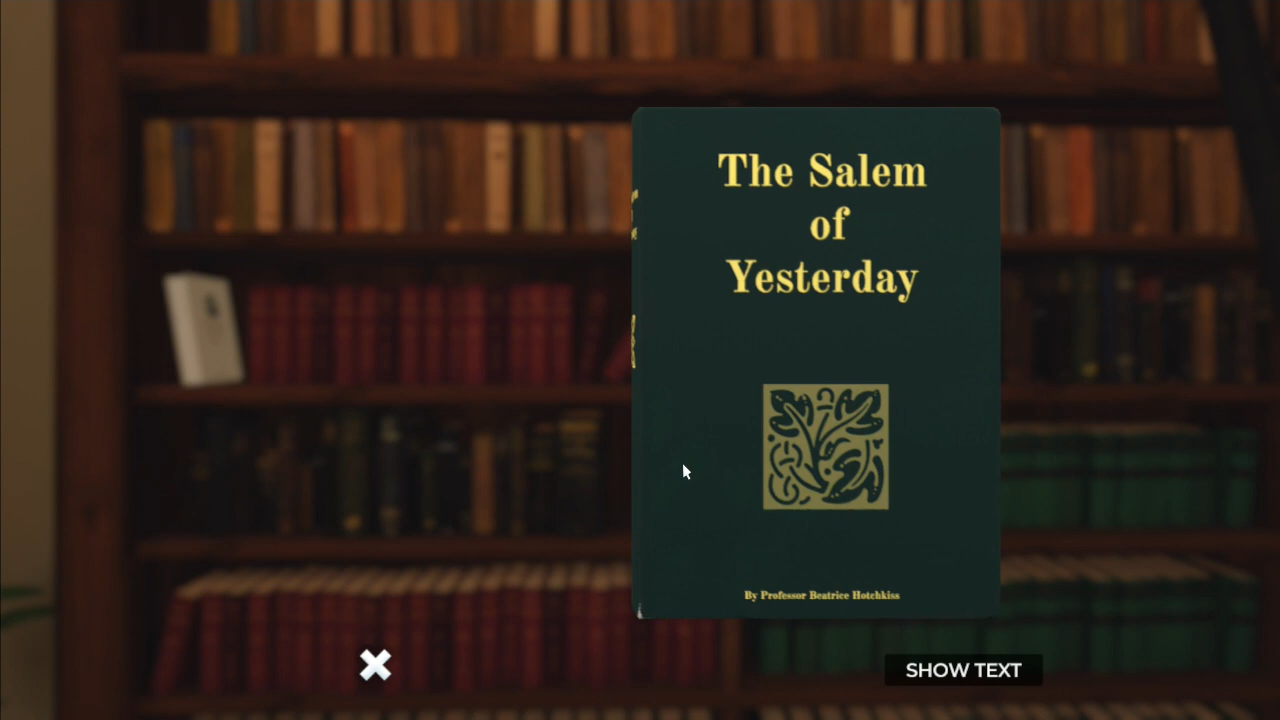 The Salem
of
Yesterday
By Professor Beatrice Hotchkiss
SHOW TEXT